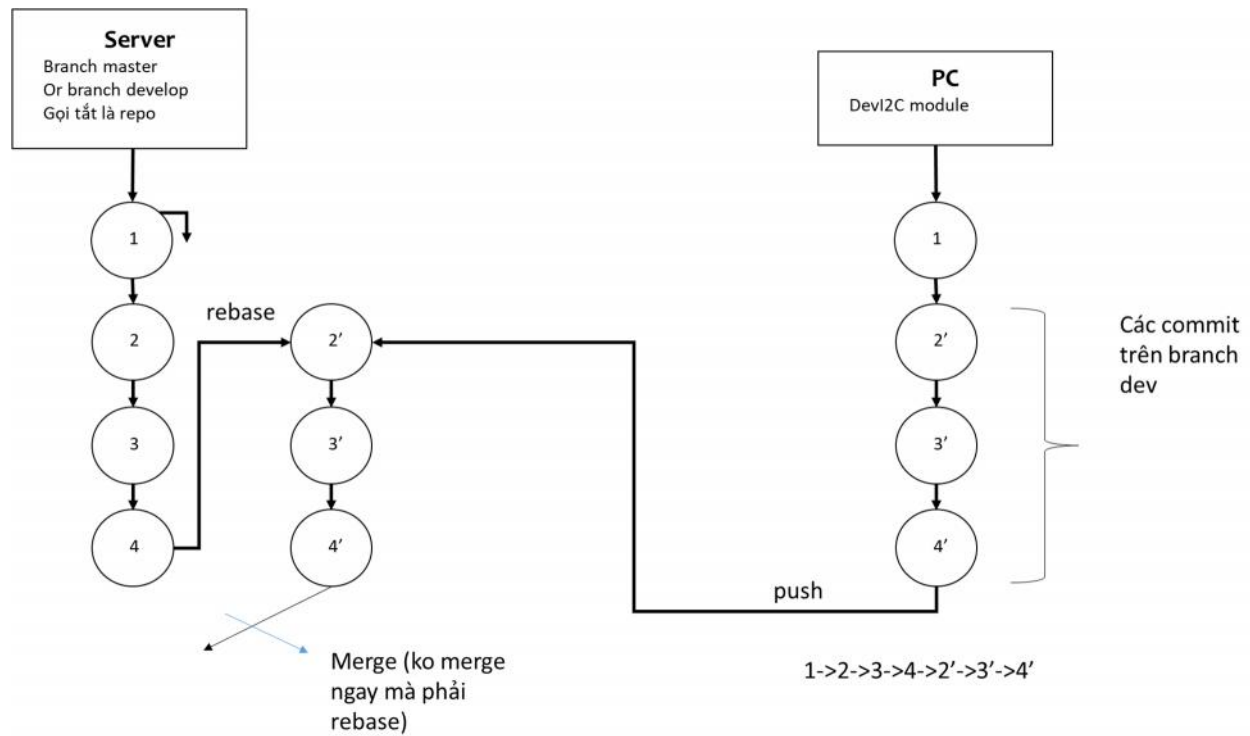 Server
Branch master
Or branch develop
Gọi tắt là repo
PC
DevI2C module
1
1
2
rebase
2’
2’
Các commit
trên branch
dev
3
3’
3’
4
4’
4’
push
Merge (ko merge
ngay mà phải
rebase)
1->2->3->4->2’->3’->4’